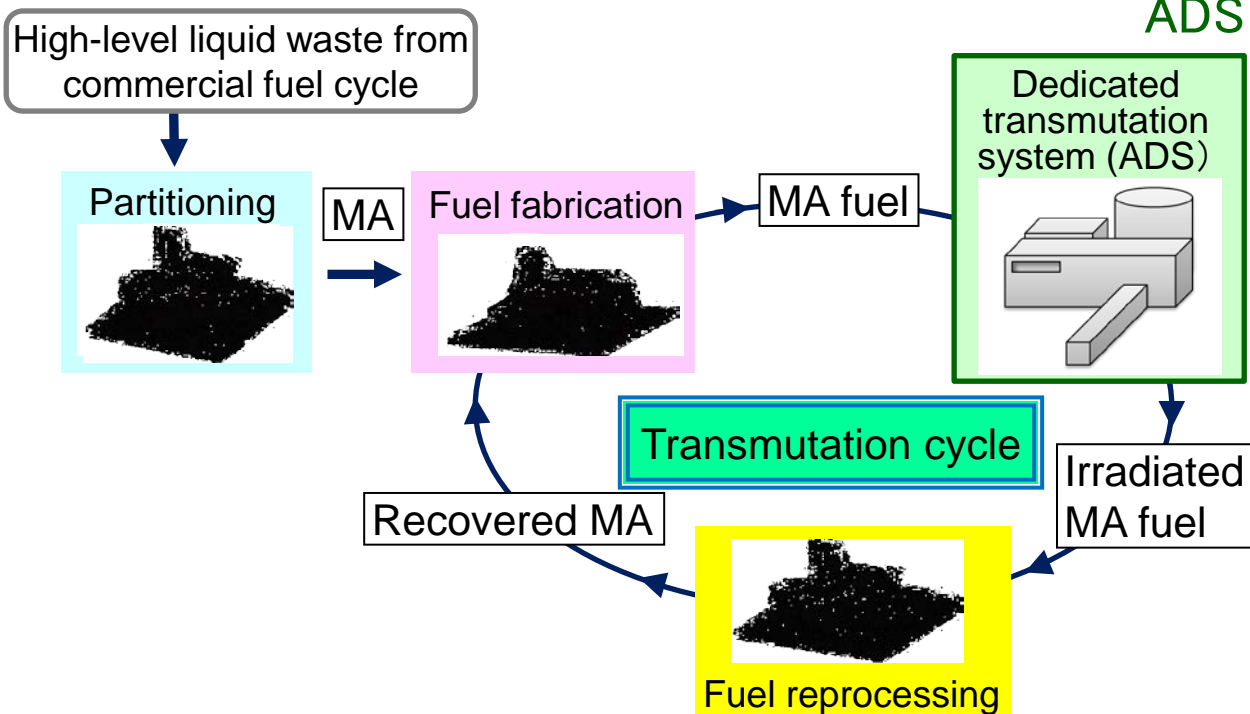 ADS
High-level liquid waste from
commercial fuel cycle
Partitioning
MA
Fuel fabrication
MA fuel
Dedicated
transmutation
system (ADS）
Transmutation cycle
Irradiated
MA fuel
Recovered MA
Fuel reprocessing